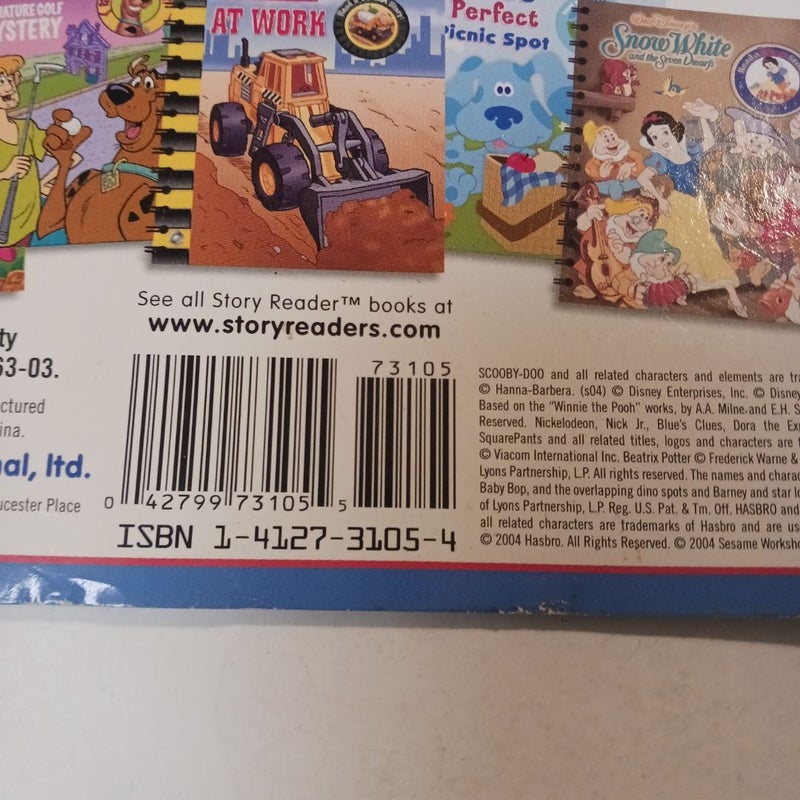 NATURE GOLF
MYSTERY
AT WORK
Perfect
Picnic Spot
Walt Disney's
Snow White
and the Seven Dwarfs
See all Story Reader™ books at
www.storyreaders.com
ty
63-03.
ctured
ina.
al, ltd.
ucester Place
73105
0 42799 73105 5
ISBN 1-4127-3105-4
SCOOBY-DOO and all related characters and elements are tra
© Hanna-Barbera. (s04) © Disney Enterprises, Inc. © Disney
Based on the "Winnie the Pooh" works, by A.A. Milne and E.H. S
Reserved. Nickelodeon, Nick Jr., Blue's Clues, Dora the Ex
SquarePants and all related titles, logos and characters are t
© Viacom International Inc. Beatrix Potter © Frederick Warne &
Lyons Partnership, L.P. All rights reserved. The names and charac
Baby Bop, and the overlapping dino spots and Barney and star lo
of Lyons Partnership, L.P. Reg. U.S. Pat. & Tm. Off. HASBRO and
all related characters are trademarks of Hasbro and are us
© 2004 Hasbro. All Rights Reserved. © 2004 Sesame Worksho